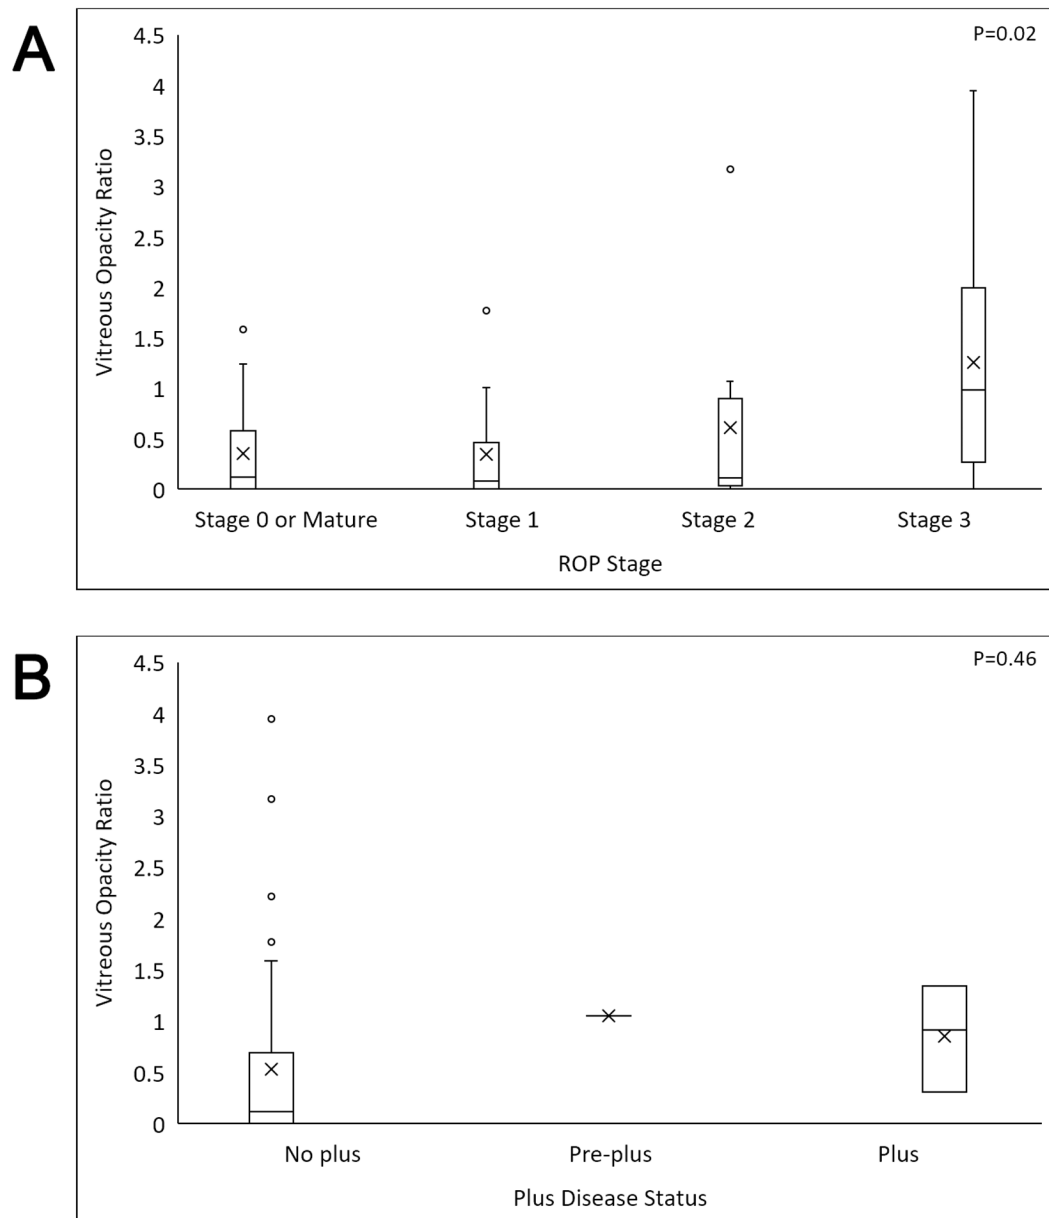 A
P=0.02
4.5
4
3.5
3
2.5
2
1.5
1
0.5
0
Vitreous Opacity Ratio
Stage 0 or Mature Stage 1 Stage 2 Stage 3
ROP Stage
B
P=0.46
4.5
4
3.5
3
2.5
2
1.5
1
0.5
0
Vitreous Opacity Ratio
No plus Pre-plus Plus
Plus Disease Status